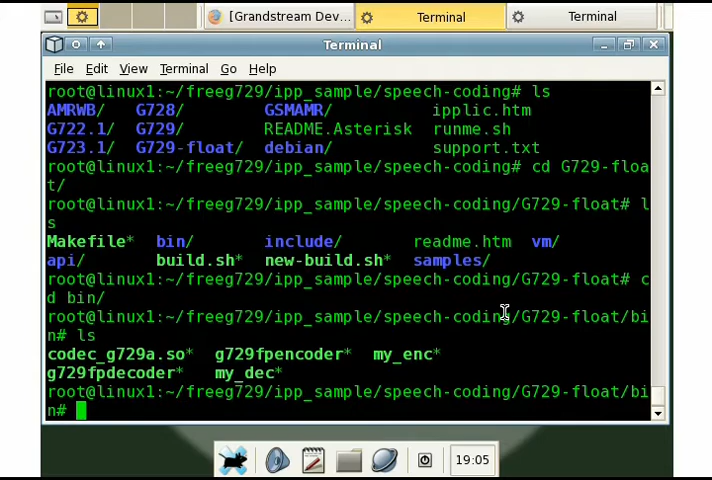 [Grandstream Dev... Terminal Terminal
Terminal
File Edit View Terminal Go Help
root@linux1:~/freeg729/ipp_sample/speech-coding# ls
AMRWB/ G728/ GSMAMR/ ipplic.htm
G722.1/ G729/ README.Asterisk runme.sh
G723.1/ G729-float/ debian/ support.txt
root@linux1:~/freeg729/ipp_sample/speech-coding# cd G729-floa
t/
root@linux1:~/freeg729/ipp_sample/speech-coding/G729-float# l
s
Makefile* bin/ include/ readme.htm vm/
api/ build.sh* new-build.sh* samples/
root@linux1:~/freeg729/ipp_sample/speech-coding/G729-float# c
d bin/
root@linux1:~/freeg729/ipp_sample/speech-coding/G729-float/bi
n# ls
codec_g729a.so* g729fpencoder* my_enc*
g729fpdecoder* my_dec*
root@linux1:~/freeg729/ipp_sample/speech-coding/G729-float/bi
n#
19:05